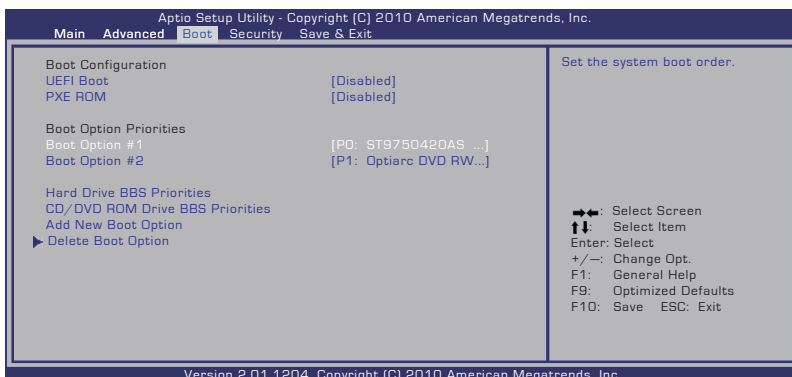 Aptio Setup Utility - Copyright (C) 2010 American Megatrends, Inc.
Main Advanced Boot Security Save & Exit
Boot Configuration
UEFI Boot [Disabled]
PXE ROM [Disabled]
Boot Option Priorities
Boot Option #1 [P0: ST9750420AS ...]
Boot Option #2 [P1: Optiarc DVD RW...]
Hard Drive BBS Priorities
CD/DVD ROM Drive BBS Priorities
Add New Boot Option
Delete Boot Option
Set the system boot order.
→←: Select Screen
↑↓: Select Item
Enter: Select
+/—: Change Opt.
F1: General Help
F9: Optimized Defaults
F10: Save ESC: Exit
Version 2.01.1204. Copyright (C) 2010 American Megatrends, Inc.